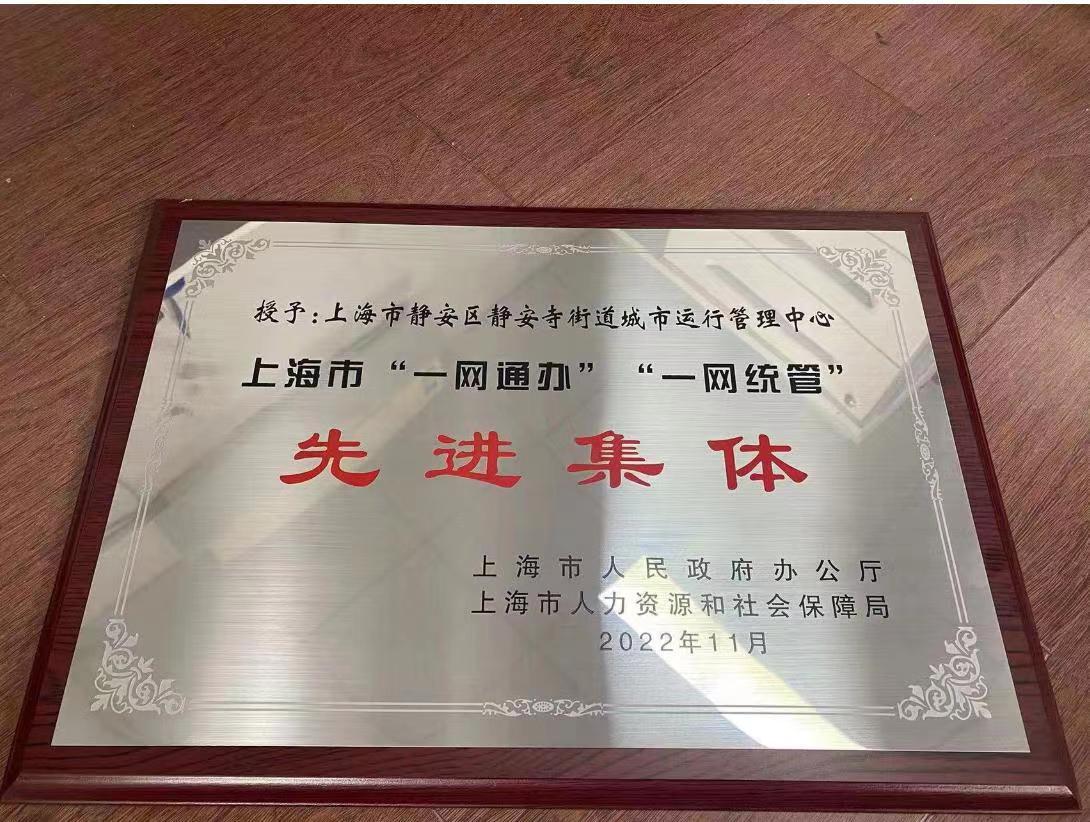 授予:上海市静安区静安寺街道城市运行管理中心
上海市“一网通办”“一网统管”
先进集体
上海市人民政府办公厅
上海市人力资源和社会保障局
2022年11月